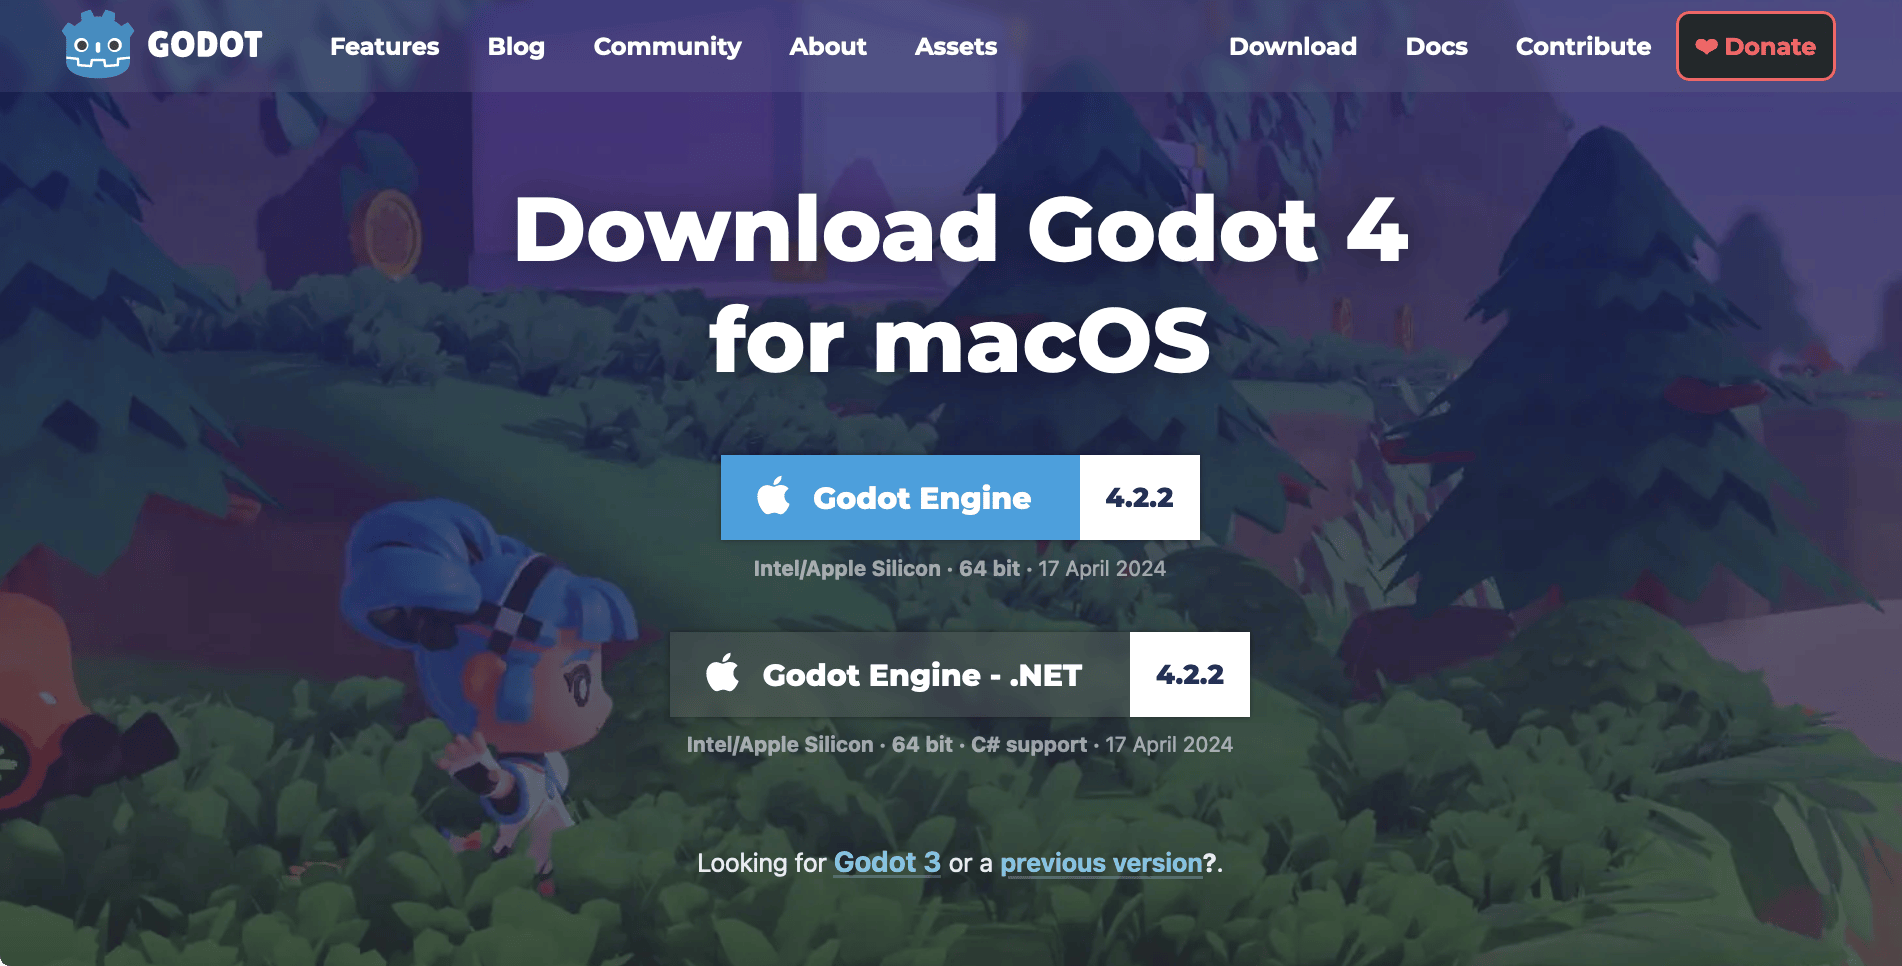 GODOT Features Blog Community About Assets Download Docs Contribute ❤ Donate
Download Godot 4
for macOS
Godot Engine 4.2.2
Intel/Apple Silicon · 64 bit · 17 April 2024
Godot Engine - .NET 4.2.2
Intel/Apple Silicon · 64 bit · C# support · 17 April 2024
Looking for Godot 3 or a previous version?.